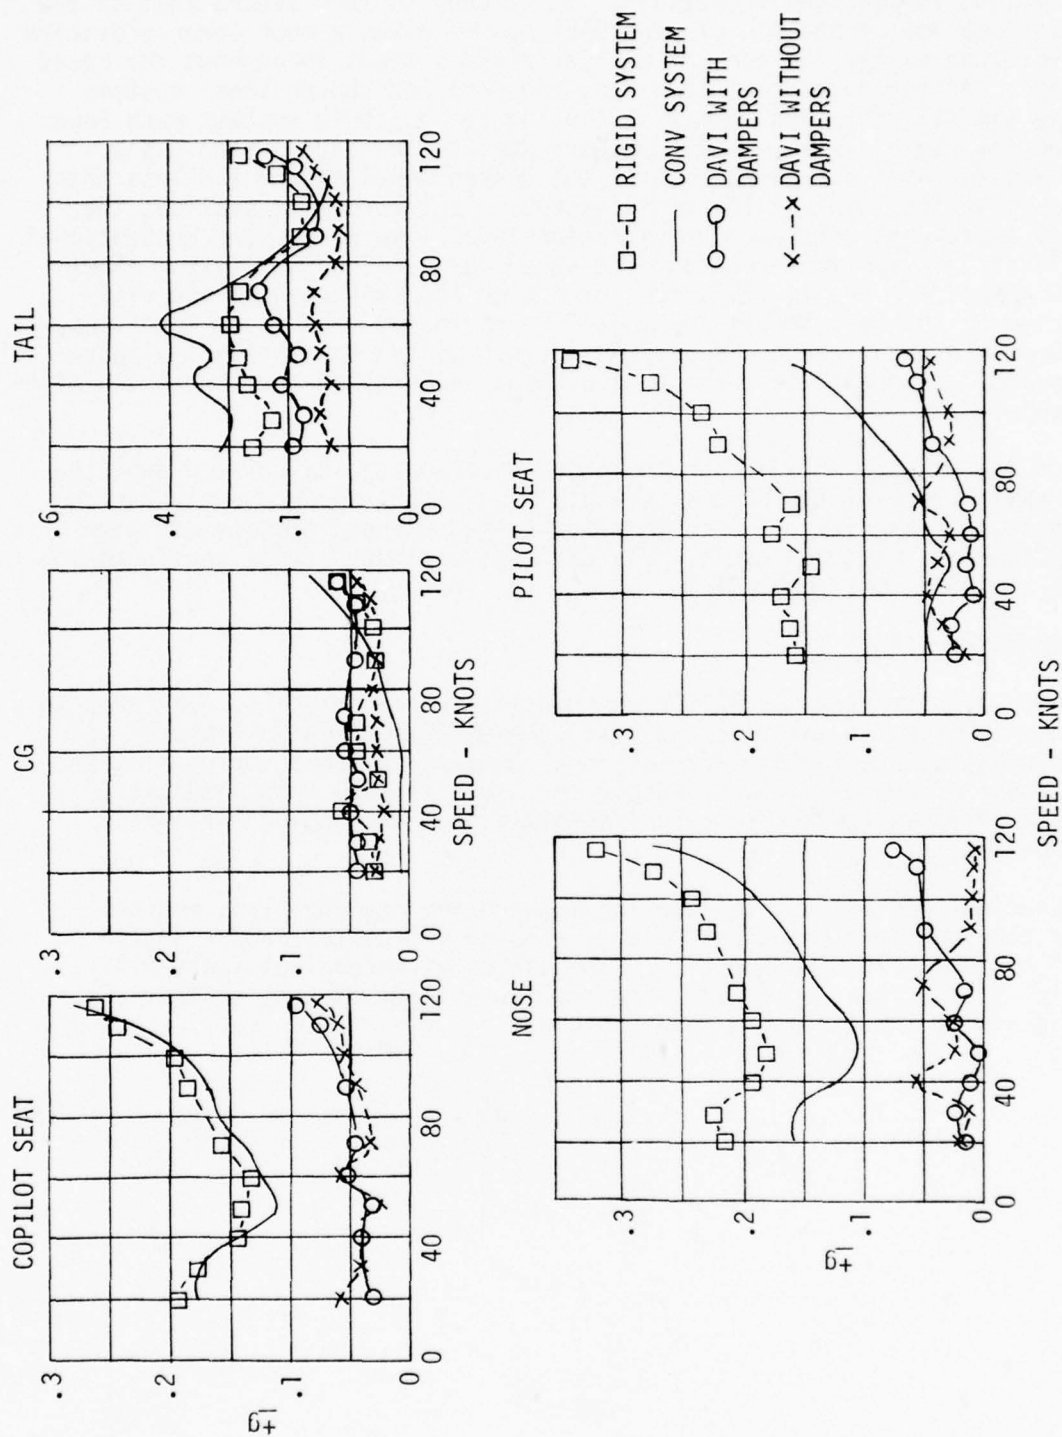 COPILOT SEAT
±g
.3
.2
.1
0
0 40 80 120
CG
.3
.2
.1
0
0 40 80 120
SPEED - KNOTS
TAIL
.6
.4
.1
0
0 40 80 120
NOSE
±g
.3
.2
.1
0
0 40 80 120
PILOT SEAT
.3
.2
.1
0
0 40 80 120
SPEED - KNOTS
RIGID SYSTEM
CONV SYSTEM
DAVI WITH
DAMPERS
DAVI WITHOUT
DAMPERS